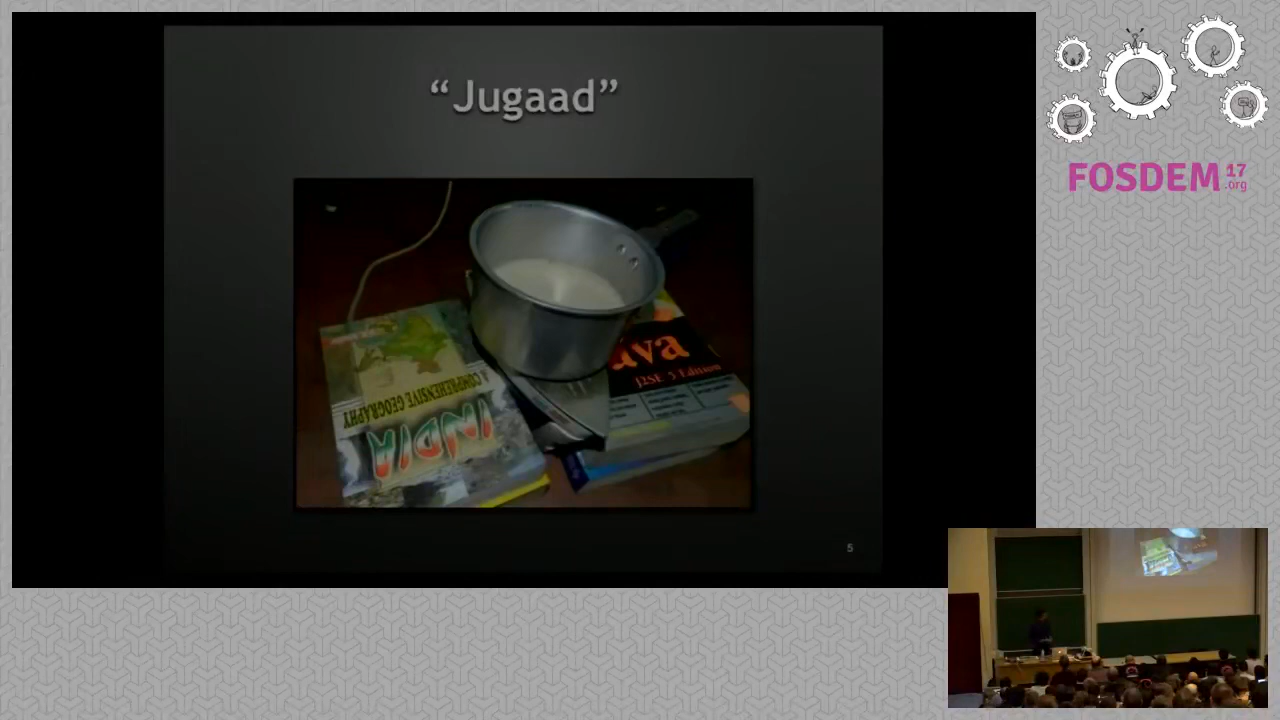 “Jugaad”
A COMPREHENSIVE GEOGRAPHY
INDIA
ava
J2SE 5 Edition
5
FOSDEM 17
.org